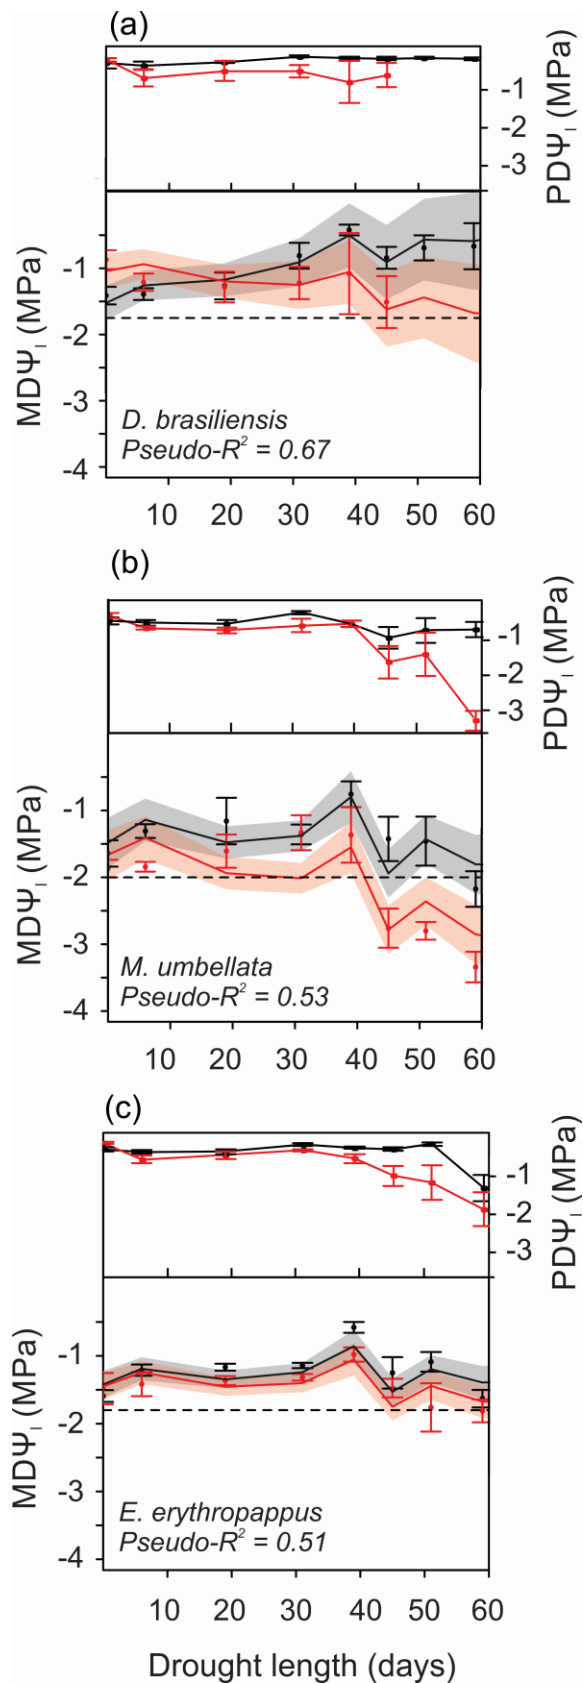 (a)
-1
-2
-3
PDΨl (MPa)
-1
-2
-3
-4
MDΨl (MPa)
D. brasiliensis
Pseudo-R² = 0.67
10 20 30 40 50 60
(b)
-1
-2
-3
PDΨl (MPa)
-1
-2
-3
-4
MDΨl (MPa)
M. umbellata
Pseudo-R² = 0.53
10 20 30 40 50 60
(c)
-1
-2
-3
PDΨl (MPa)
-1
-2
-3
-4
MDΨl (MPa)
E. erythropappus
Pseudo-R² = 0.51
0 10 20 30 40 50 60
Drought length (days)